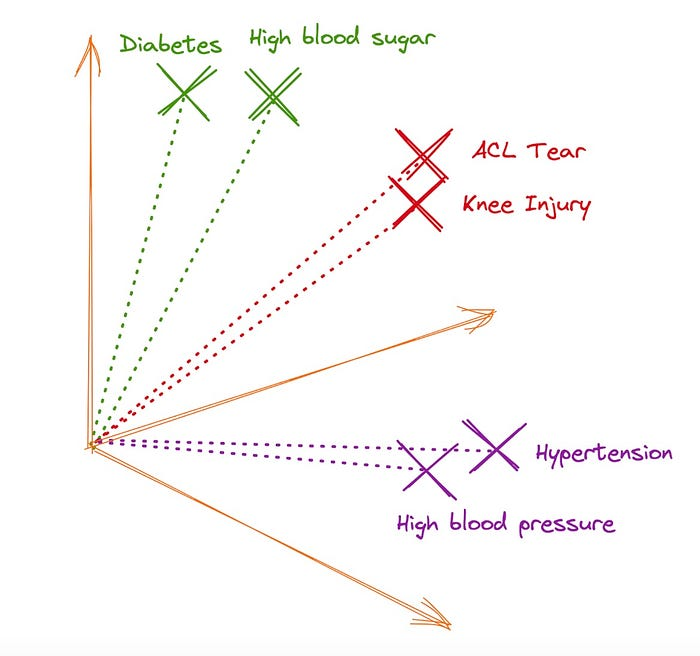 Diabetes
High blood sugar
ACL Tear
Knee Injury
Hypertension
High blood pressure